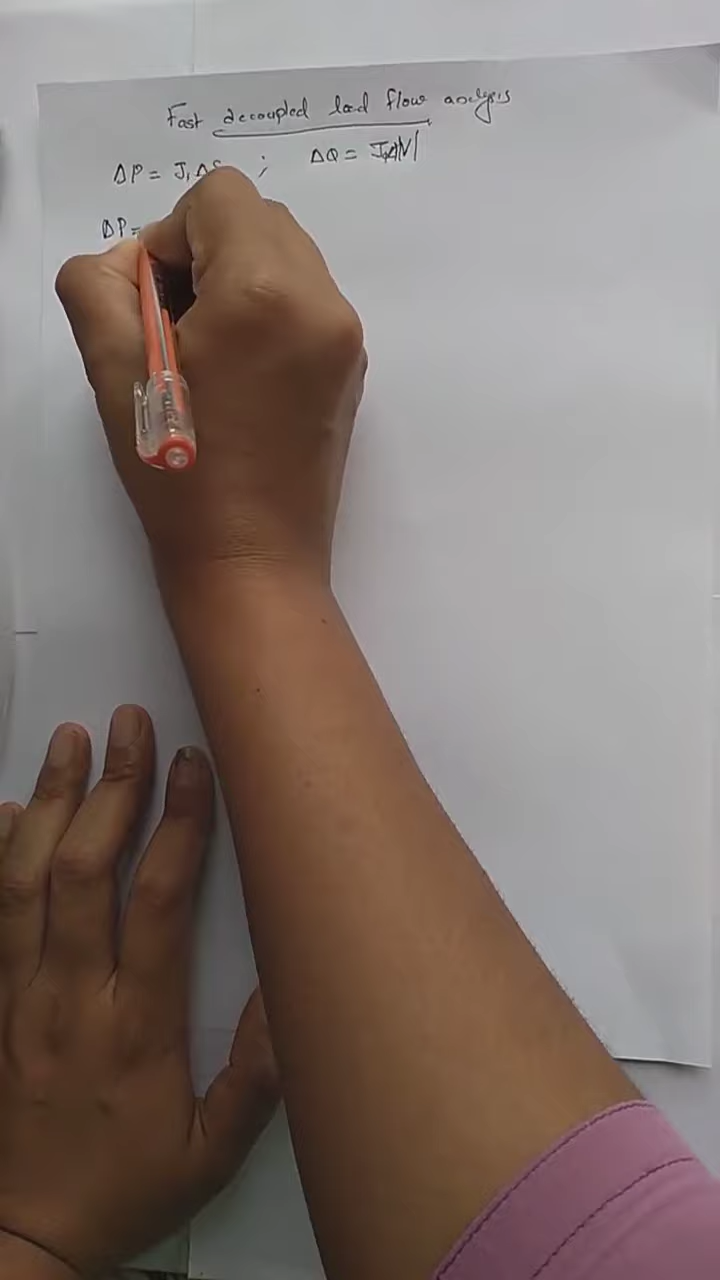 Fast decoupled load flow analysis
ΔP = J₁Δδ ; ΔQ = J₄Δ|V|
ΔP =